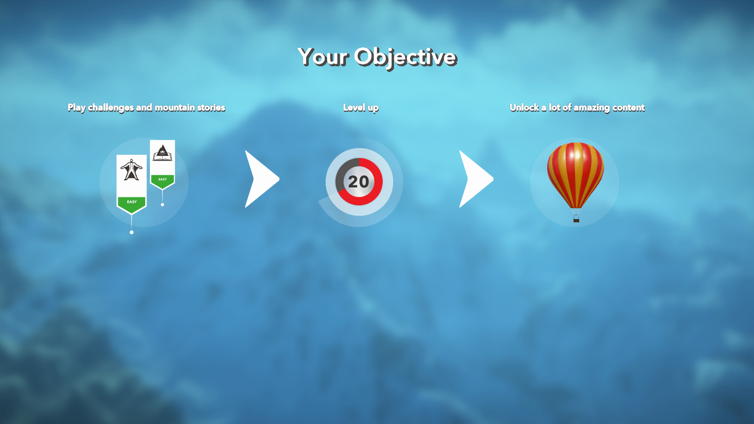 Your Objective
Play challenges and mountain stories
Level up
Unlock a lot of amazing content
EASY
EASY
20